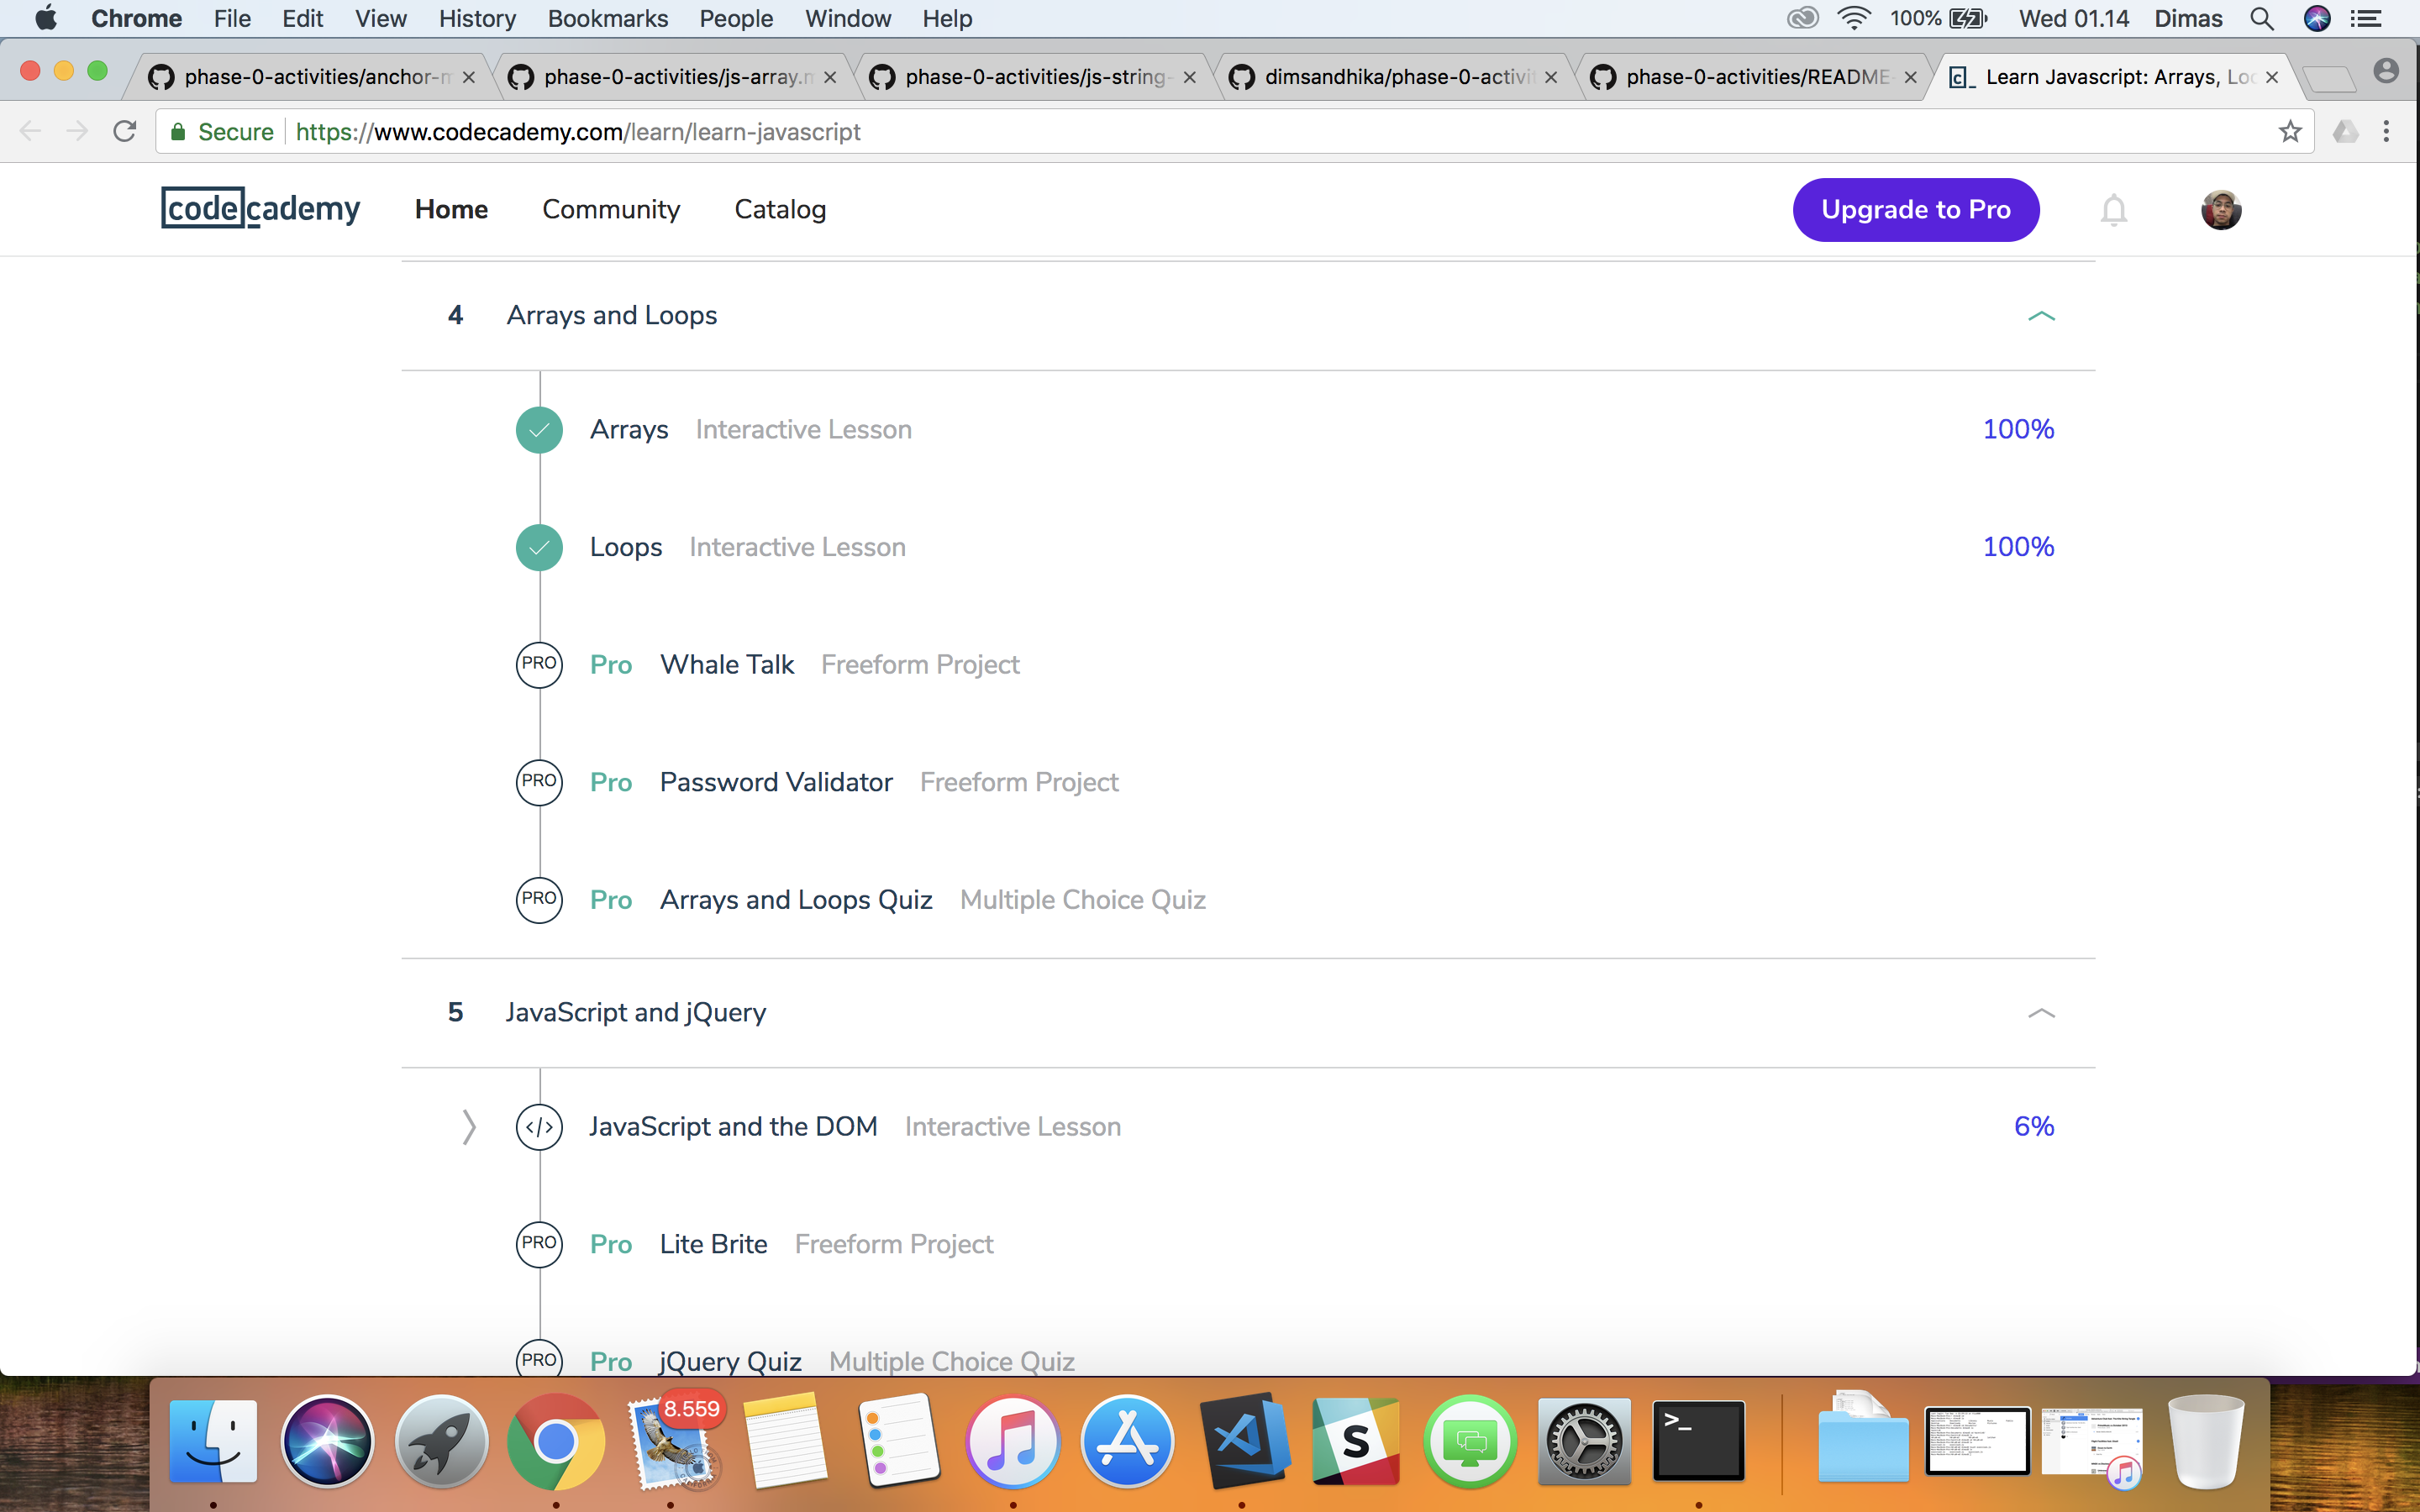 Chrome File Edit View History Bookmarks People Window Help 100% Wed 01.14 Dimas
phase-0-activities/anchor-m phase-0-activities/js-array.m phase-0-activities/js-string- dimsandhika/phase-0-activit phase-0-activities/README- Learn Javascript: Arrays, Loo
Secure https://www.codecademy.com/learn/learn-javascript
codecademy Home Community Catalog Upgrade to Pro
4 Arrays and Loops
Arrays Interactive Lesson 100%
Loops Interactive Lesson 100%
PRO Pro Whale Talk Freeform Project
PRO Pro Password Validator Freeform Project
PRO Pro Arrays and Loops Quiz Multiple Choice Quiz
5 JavaScript and jQuery
</> JavaScript and the DOM Interactive Lesson 6%
PRO Pro Lite Brite Freeform Project
PRO Pro jQuery Quiz Multiple Choice Quiz
8.559
S
>_